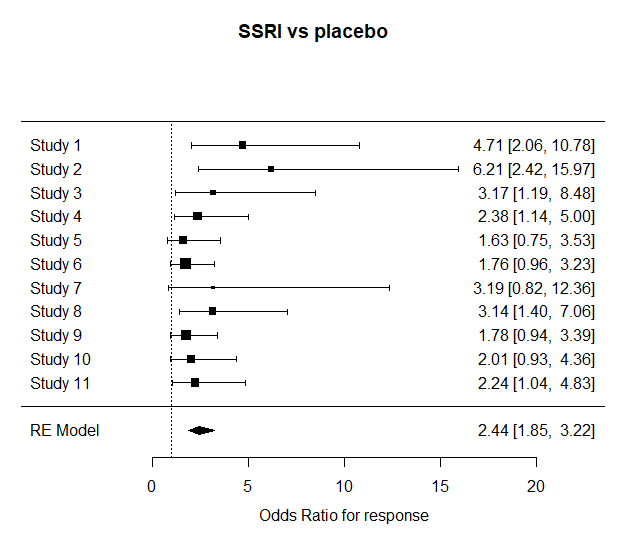 SSRI vs placebo
Study 1 4.71 [2.06, 10.78]
Study 2 6.21 [2.42, 15.97]
Study 3 3.17 [1.19, 8.48]
Study 4 2.38 [1.14, 5.00]
Study 5 1.63 [0.75, 3.53]
Study 6 1.76 [0.96, 3.23]
Study 7 3.19 [0.82, 12.36]
Study 8 3.14 [1.40, 7.06]
Study 9 1.78 [0.94, 3.39]
Study 10 2.01 [0.93, 4.36]
Study 11 2.24 [1.04, 4.83]
RE Model 2.44 [1.85, 3.22]
0 5 10 15 20
Odds Ratio for response